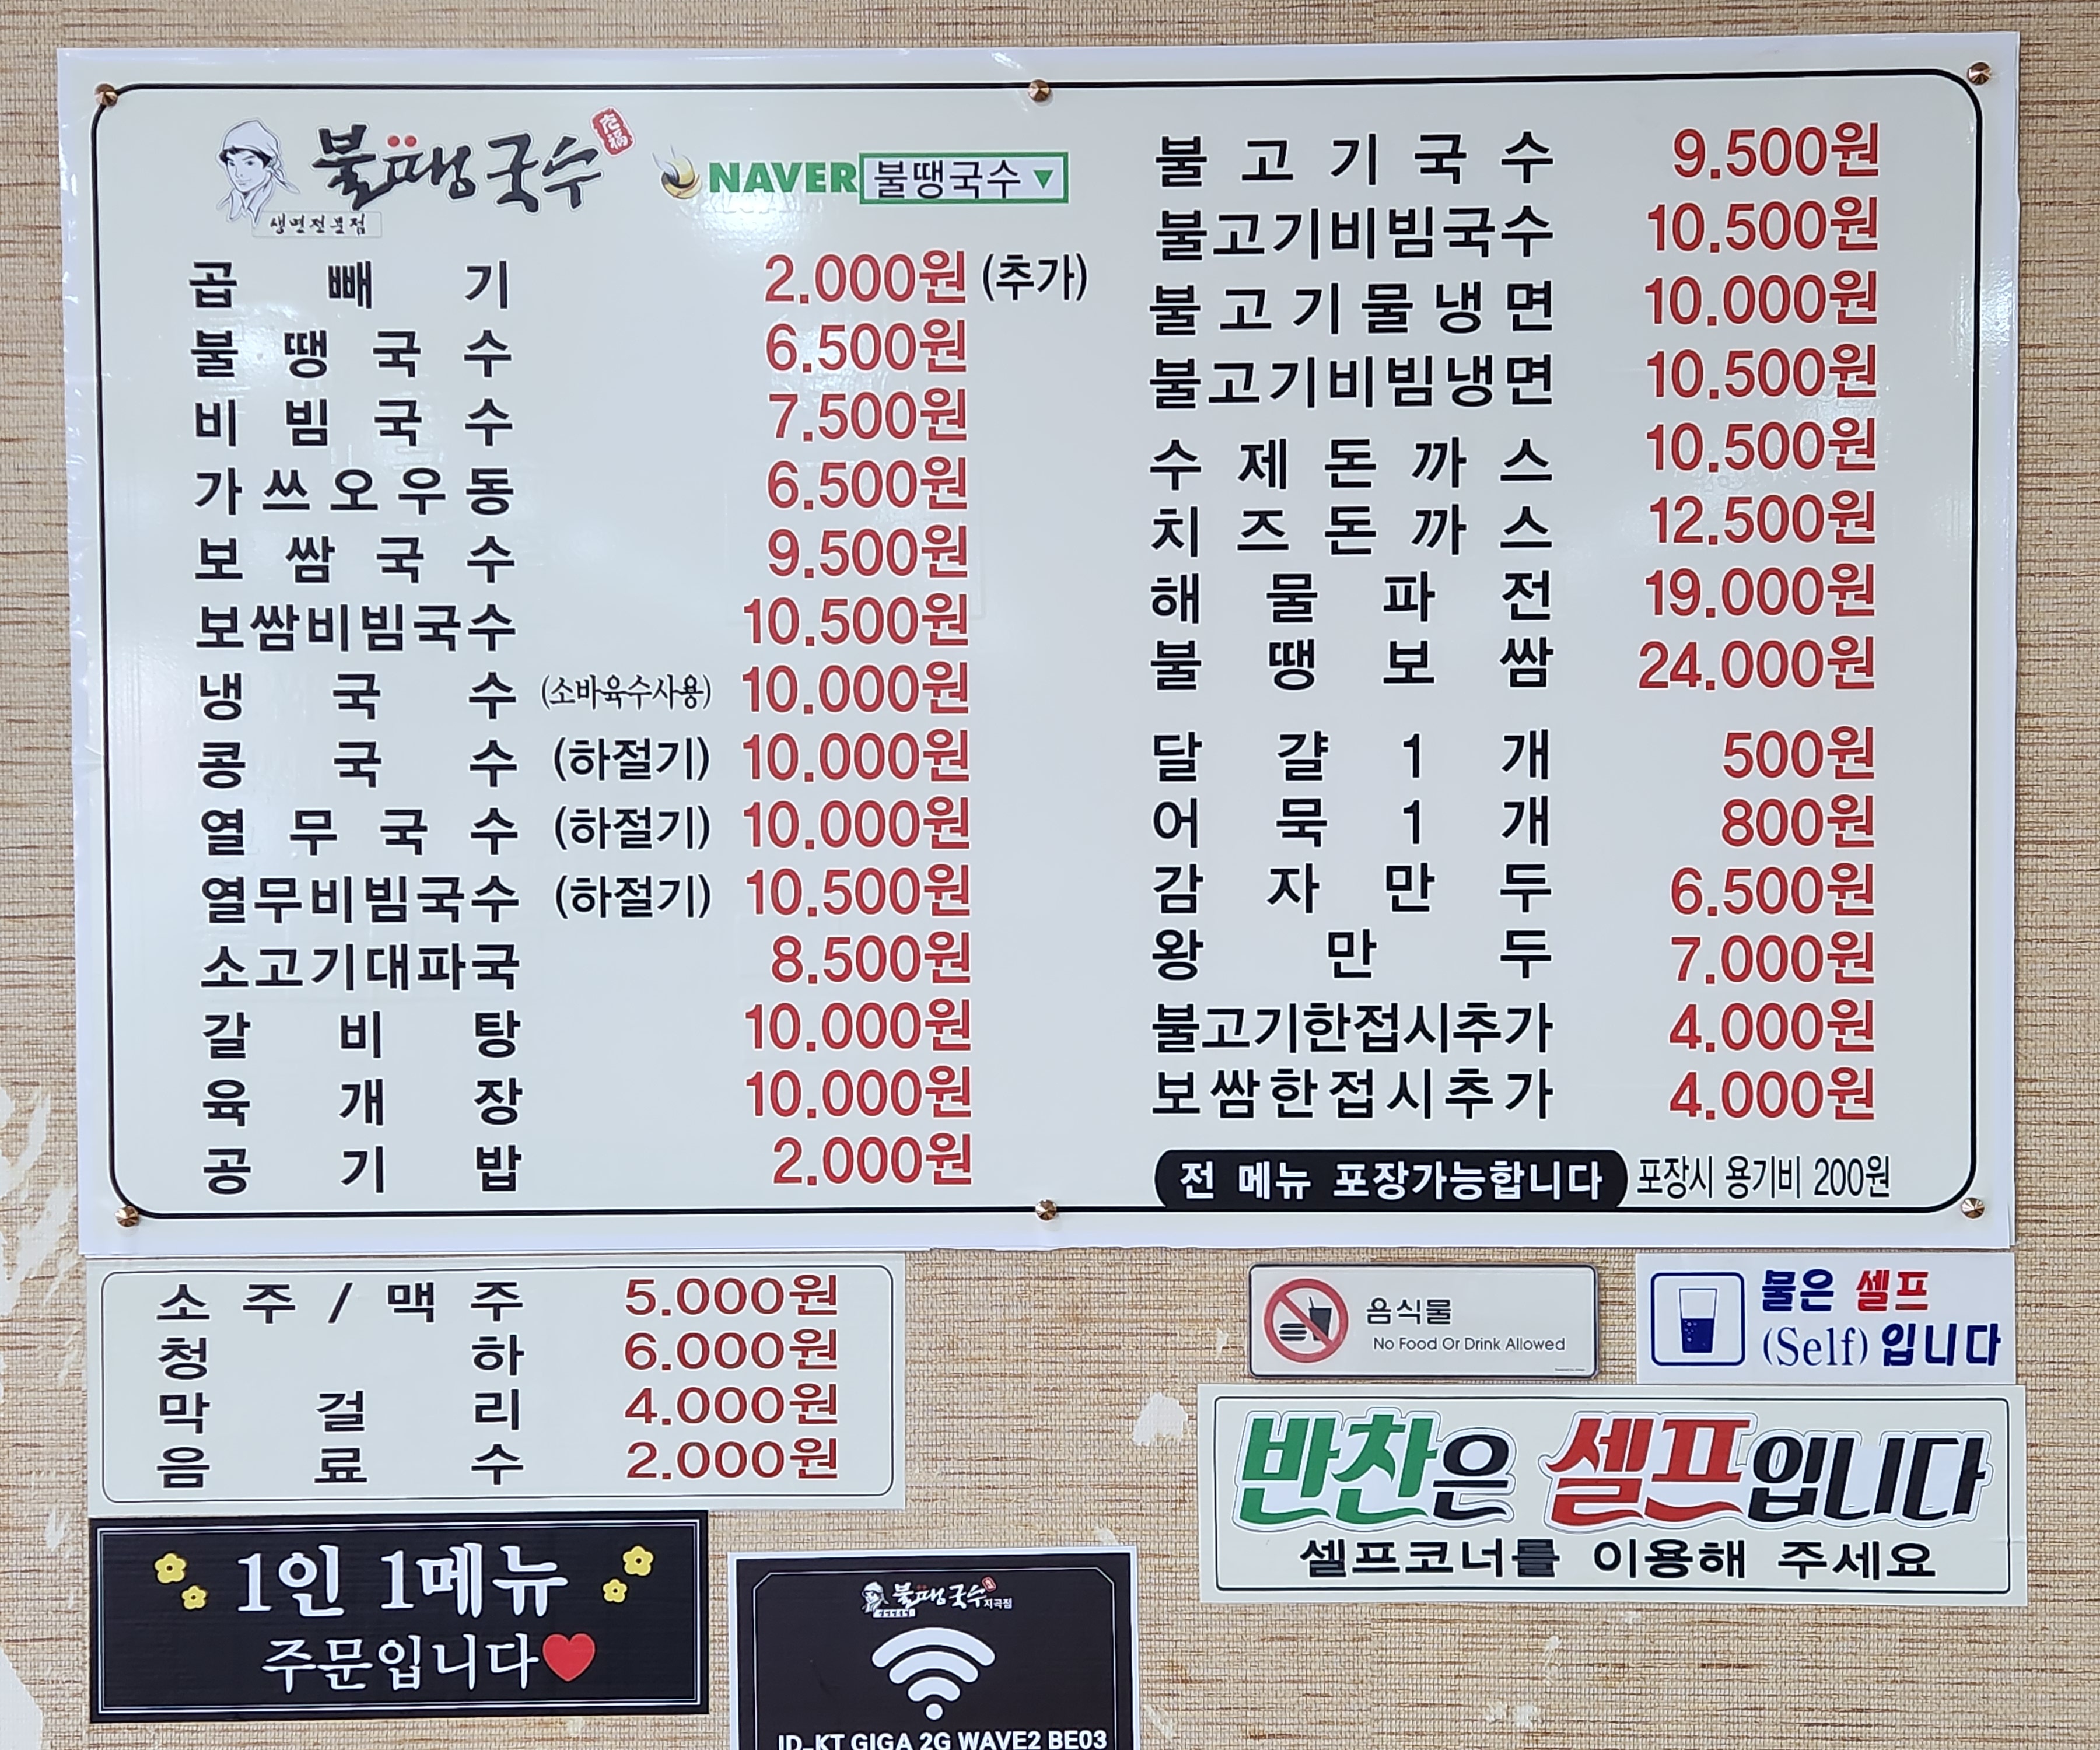 불땡국수
생면전문점
NAVER 불땡국수
곱빼기 2.000원 (추가)
불땡국수 6.500원
비빔국수 7.500원
가쓰오우동 6.500원
보쌈국수 9.500원
보쌈비빔국수 10.500원
냉국수 (소바육수사용) 10.000원
콩국수 (하절기) 10.000원
열무국수 (하절기) 10.000원
열무비빔국수 (하절기) 10.500원
소고기대파국 8.500원
갈비탕 10.000원
육개장 10.000원
공기밥 2.000원
불고기국수 9.500원
불고기비빔국수 10.500원
불고기물냉면 10.000원
불고기비빔냉면 10.500원
수제돈까스 10.500원
치즈돈까스 12.500원
해물파전 19.000원
불땡보쌈 24.000원
달걀1개 500원
어묵1개 800원
감자만두 6.500원
왕만두 7.000원
불고기한접시추가 4.000원
보쌈한접시추가 4.000원
전 메뉴 포장가능합니다 포장시 용기비 200원
소주/맥주 5.000원
청하 6.000원
막걸리 4.000원
음료수 2.000원
1인 1메뉴
주문입니다
불땡국수 지곡점
ID-KT GIGA 2G WAVE2 BE03
음식물
No Food Or Drink Allowed
물은 셀프
(Self)입니다
반찬은 셀프입니다
셀프코너를 이용해 주세요